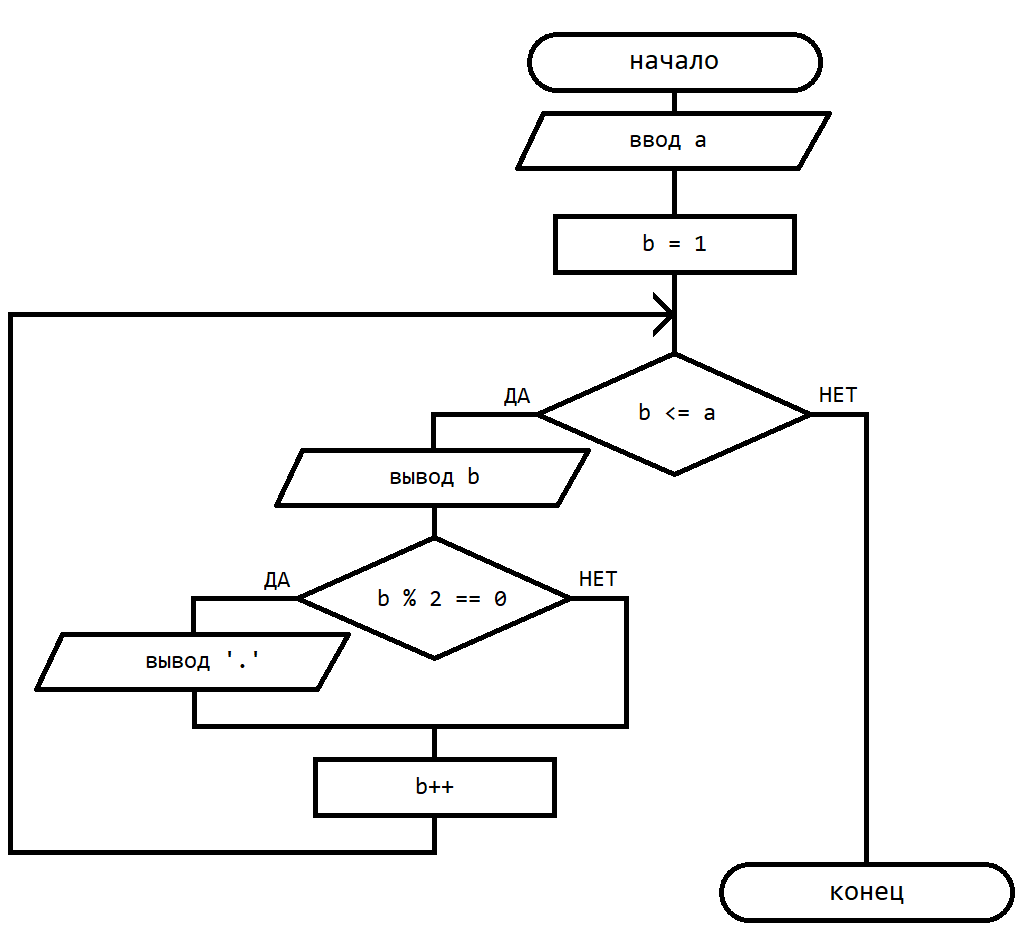 начало
ввод a
b = 1
b <= a
ДА
НЕТ
вывод b
b % 2 == 0
ДА
НЕТ
вывод '.'
b++
конец